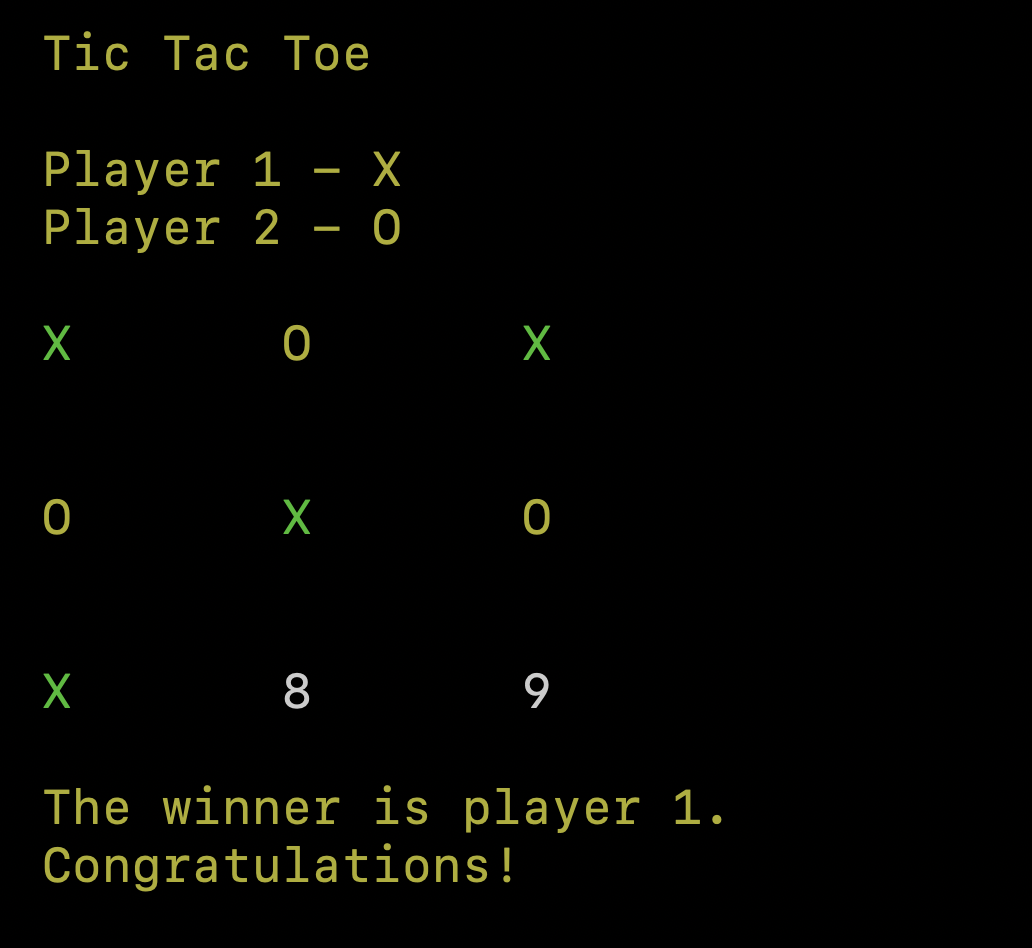 Tic Tac Toe
Player 1 – X
Player 2 – O
X O X
O X O
X 8 9
The winner is player 1.
Congratulations!